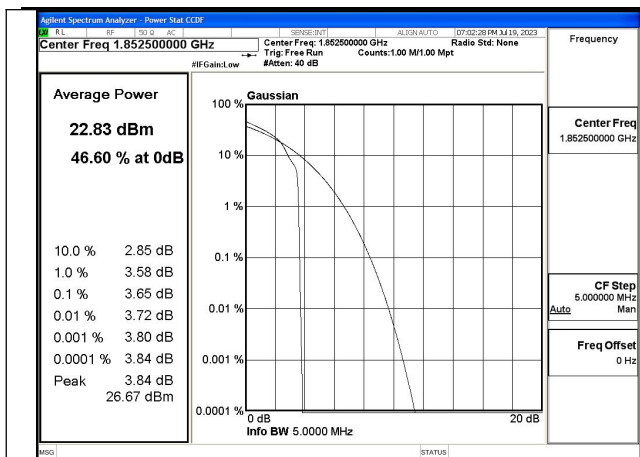 Agilent Spectrum Analyzer - Power Stat CCDF
RL RF 50 Ω AC SENSE:INT ALIGN AUTO 07:02:28 PM Jul 19, 2023
Center Freq 1.852500000 GHz
Center Freq: 1.852500000 GHz Radio Std: None
Trig: Free Run Counts:1.00 M/1.00 Mpt
#IFGain:Low #Atten: 40 dB
Frequency
Average Power
22.83 dBm
46.60 % at 0dB
10.0 % 2.85 dB
1.0 % 3.58 dB
0.1 % 3.65 dB
0.01 % 3.72 dB
0.001 % 3.80 dB
0.0001 % 3.84 dB
Peak 3.84 dB
26.67 dBm
Gaussian
100 %
10 %
1 %
0.1 %
0.01 %
0.001 %
0.0001 %
0 dB 20 dB
Info BW 5.0000 MHz
Center Freq
1.852500000 GHz
CF Step
5.000000 MHz
Auto Man
Freq Offset
0 Hz
MSG STATUS